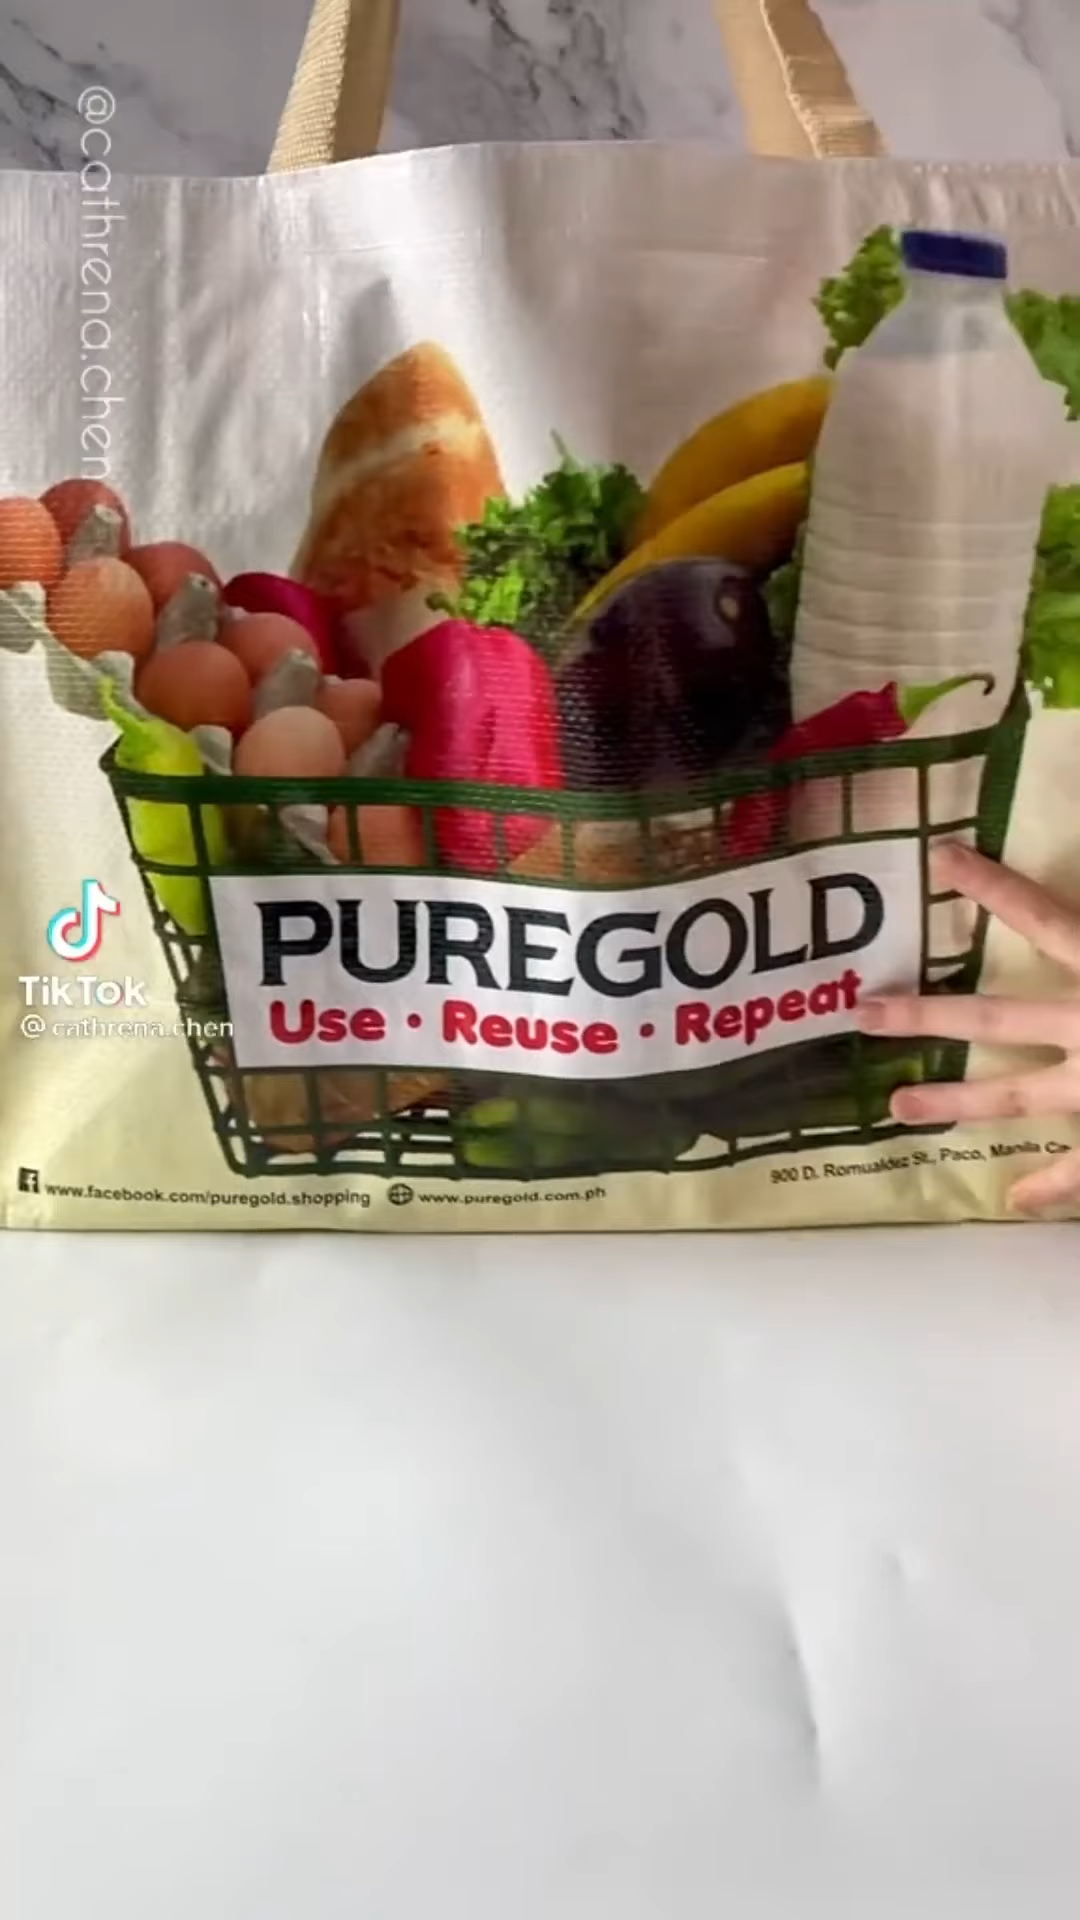 @cathrena.chen
TikTok
@cathrena.chen
PUREGOLD
Use · Reuse · Repeat
www.facebook.com/puregold.shopping
www.puregold.com.ph
900 D. Romualdez St., Paco, Manila